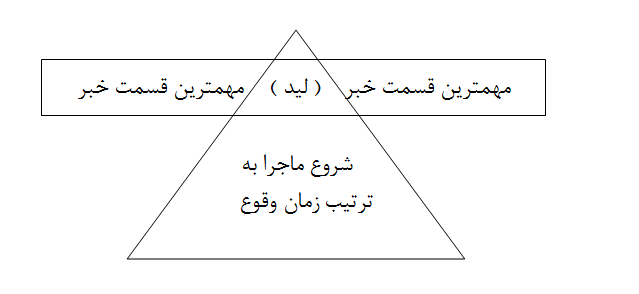 مهمترین قسمت خبر ( لید ) مهمترین قسمت خبر
شروع ماجرا به
ترتیب زمان وقوع